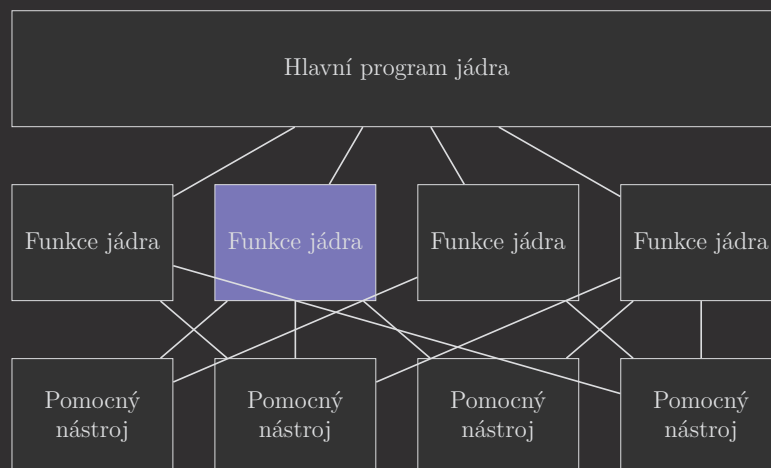 Hlavní program jádra
Funkce jádra
Funkce jádra
Funkce jádra
Funkce jádra
Pomocný
nástroj
Pomocný
nástroj
Pomocný
nástroj
Pomocný
nástroj